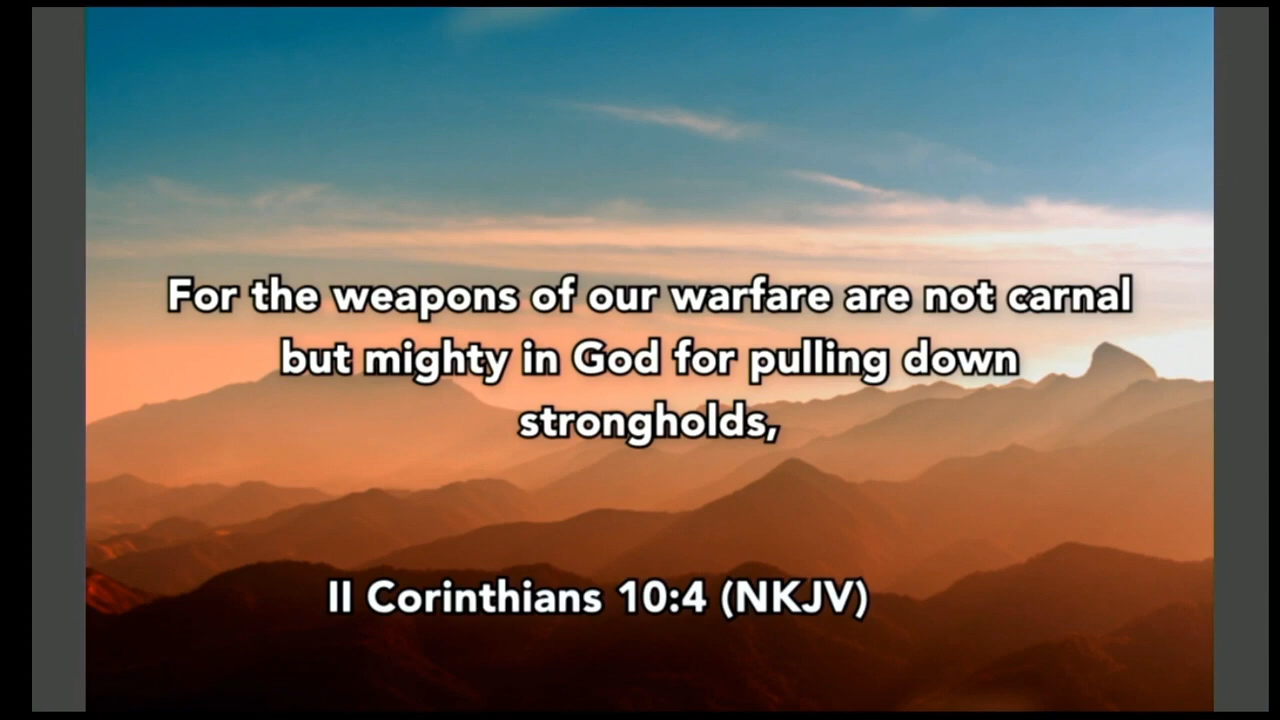 For the weapons of our warfare are not carnal
but mighty in God for pulling down
strongholds,
II Corinthians 10:4 (NKJV)